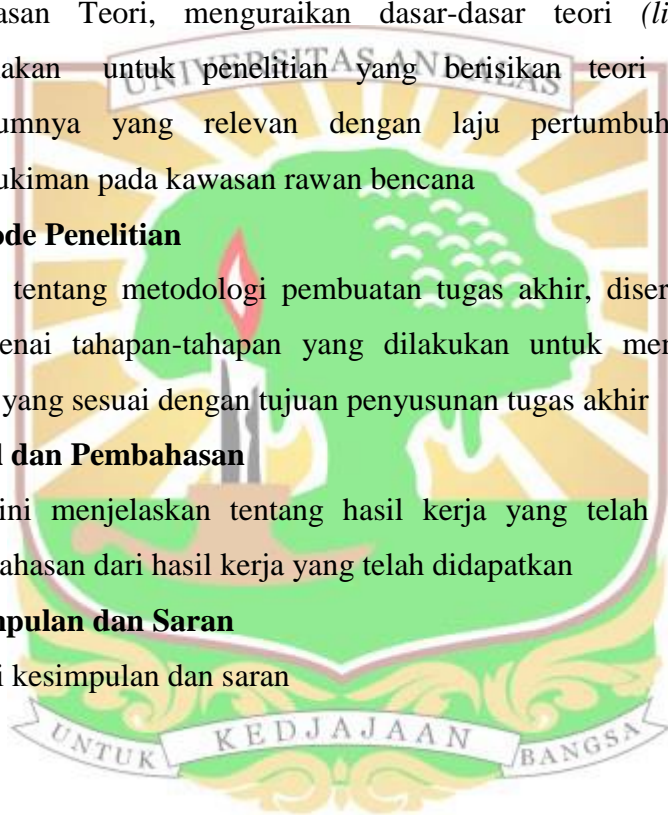 asan Teori, menguraikan dasar-dasar teori (li
akan untuk penelitian yang berisikan teori
UNIVERSITAS ANDALAS
umnya yang relevan dengan laju pertumbuh
ukiman pada kawasan rawan bencana
ode Penelitian
tentang metodologi pembuatan tugas akhir, diser
enai tahapan-tahapan yang dilakukan untuk men
yang sesuai dengan tujuan penyusunan tugas akhir
l dan Pembahasan
ini menjelaskan tentang hasil kerja yang telah
ahasan dari hasil kerja yang telah didapatkan
npulan dan Saran
i kesimpulan dan saran
UNTUK KEDJAJAAN BANGSA